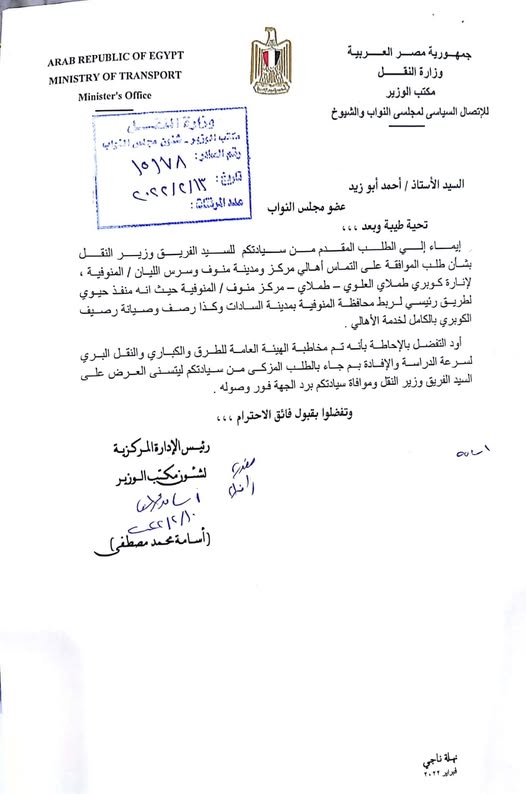 ARAB REPUBLIC OF EGYPT
MINISTRY OF TRANSPORT
Minister's Office
جمهورية مصر العربية
وزارة النقل
مكتب الوزير
للإتصال السياسى لمجلسى النواب والشيوخ
وزارة النقل
مكتب الوزير - شئون مجلس النواب
رقم الصادر: ١٥٩٧٨
تاريخ: ٢٠٢٢/٢/١٣
عدد المرفقات:
السيد الأستاذ / أحمد أبو زيد
عضو مجلس النواب
تحية طيبة وبعد ،،،
إيماء إلي الطلب المقدم من سيادتكم للسيد الفريق وزير النقل
بشأن طلب الموافقة على التماس أهالي مركز ومدينة منوف وسرس الليان / المنوفية ،
لإنارة كوبري طملاي العلوي – طملاي – مركز منوف / المنوفية حيث انه منفذ حيوي
لطريق رئيسي لربط محافظة المنوفية بمدينة السادات وكذا رصف وصيانة رصيف
الكوبري بالكامل لخدمة الأهالي .
أود التفضل بالإحاطة بأنه تم مخاطبة الهيئة العامة للطرق والكباري والنقل البري
لسرعة الدراسة والإفادة بم جاء بالطلب المزكى من سيادتكم ليتسنى العرض على
السيد الفريق وزير النقل وموافاة سيادتكم برد الجهة فور وصوله .
وتفضلوا بقبول فائق الاحترام ،،،
رئيس الإدارة المركزية
لشئون مكتب الوزير
٢٠٢٢/٢/١٠
(أسامة محمد مصطفى)
نهلة ناجي
فبراير ٢٠٢٢